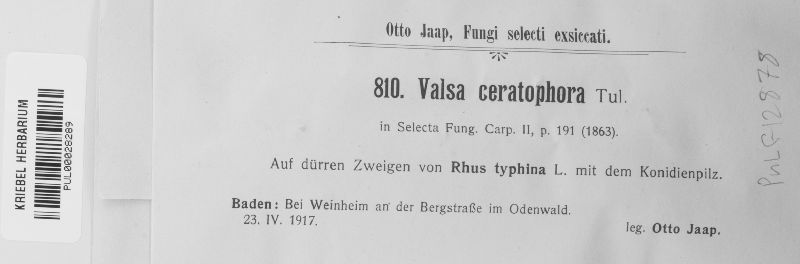 Otto Jaap, Fungi selecti exsiccati.
810. Valsa ceratophora Tul.
in Selecta Fung. Carp. II, p. 191 (1863).
Auf dürren Zweigen von Rhus typhina L. mit dem Konidienpilz.
Baden: Bei Weinheim an der Bergstraße im Odenwald.
23. IV. 1917.
leg. Otto Jaap.
KRIEBEL HERBARIUM
PUL00028289
PULF12878